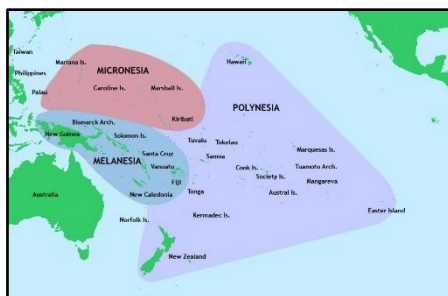 Taiwan
Hawaii
Mariana Is.
MICRONESIA
Philippines
Palau
Caroline Is.
Marshall Is.
POLYNESIA
Kiribati
Bismarck Arch.
New Guinea
Solomon Is.
Tuvalu
Tokelau
MELANESIA
Santa Cruz
Samoa
Marquesas Is.
Vanuatu
Cook Is.
Tuamotu Arch.
Society Is.
Mangareva
Fiji
Australia
New Caledonia
Tonga
Austral Is.
Easter Island
Norfolk Is.
Kermadec Is.
New Zealand